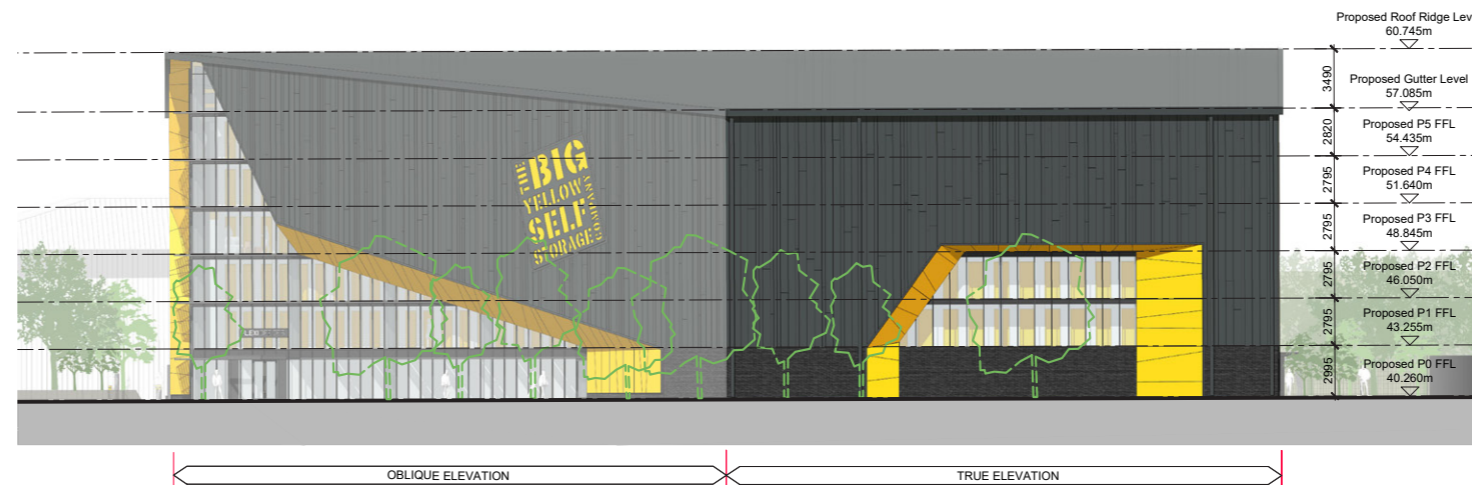 Proposed Roof Ridge Lev
60.745m
3490
Proposed Gutter Level
57.085m
2820
Proposed P5 FFL
54.435m
2795
Proposed P4 FFL
51.640m
2795
Proposed P3 FFL
48.845m
2795
Proposed P2 FFL
46.050m
2795
Proposed P1 FFL
43.255m
2995
Proposed P0 FFL
40.260m
THE
BIG
YELLOW
SELF
STORAGE
COMPANY
OBLIQUE ELEVATION
TRUE ELEVATION